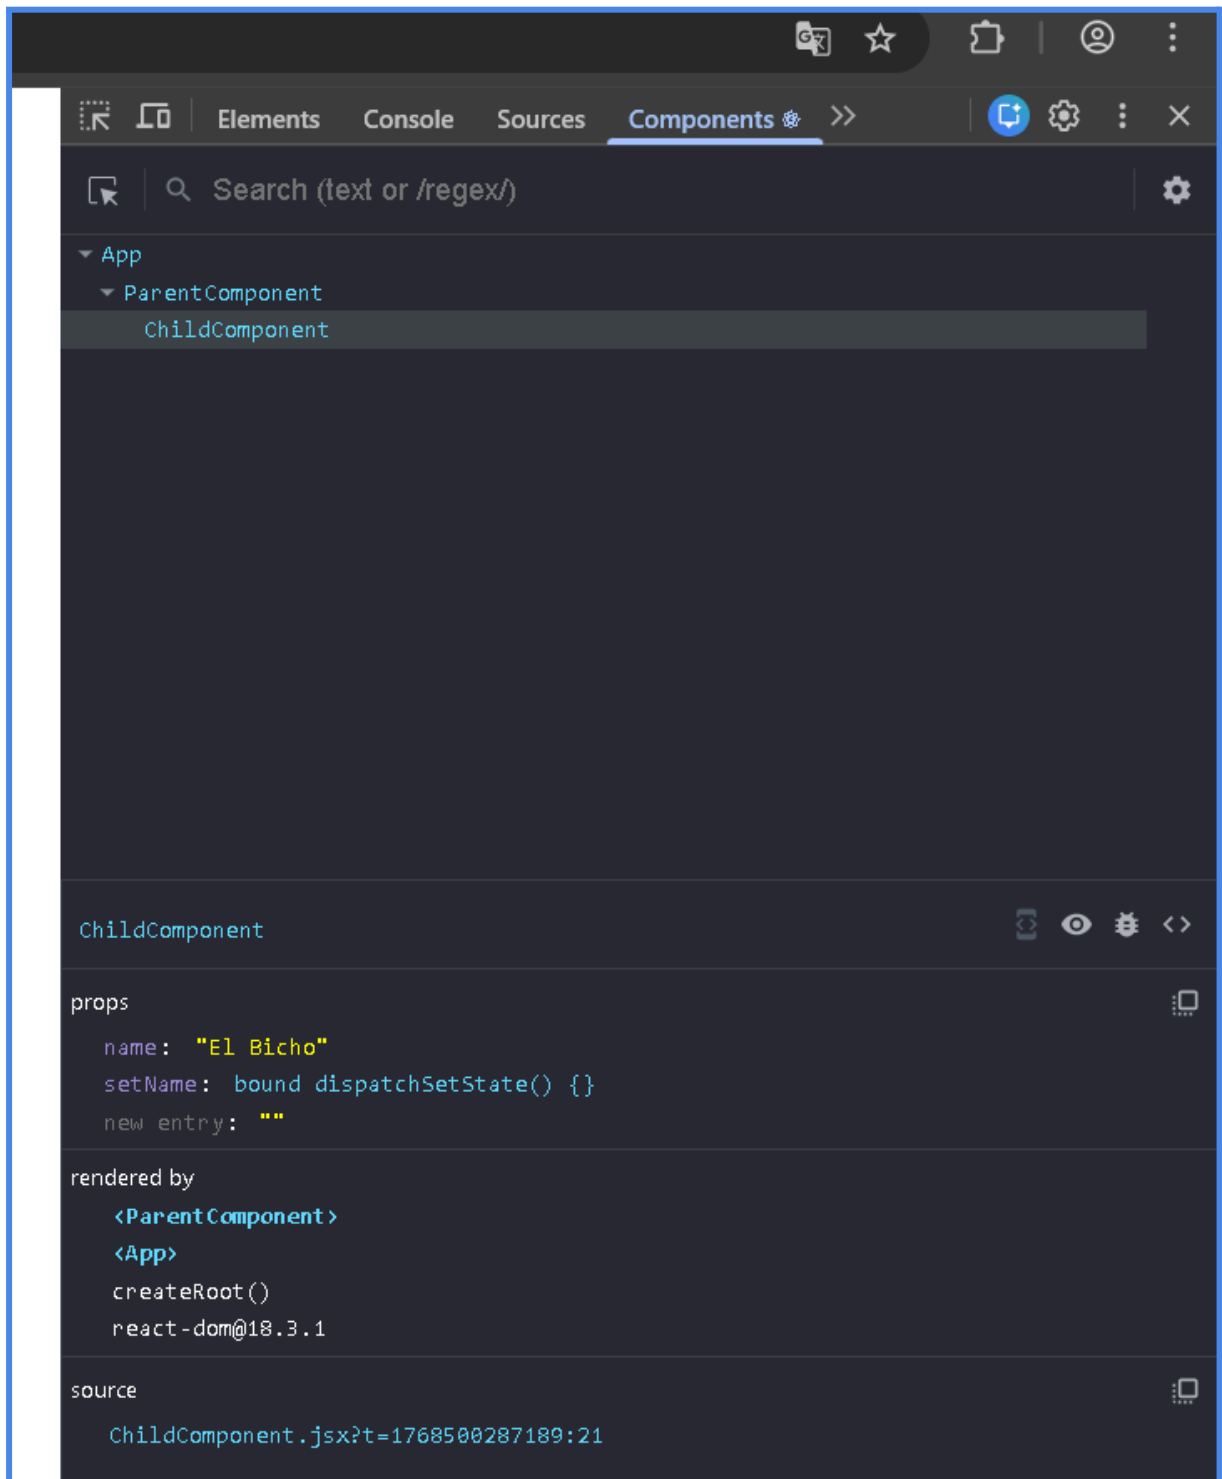 Elements Console Sources Components
Search (text or /regex/)
App
ParentComponent
ChildComponent
ChildComponent
props
name: "El Bicho"
setName: bound dispatchSetState() {}
new entry: ""
rendered by
<ParentComponent>
<App>
createRoot()
react-dom@18.3.1
source
ChildComponent.jsx?t=1768500287189:21